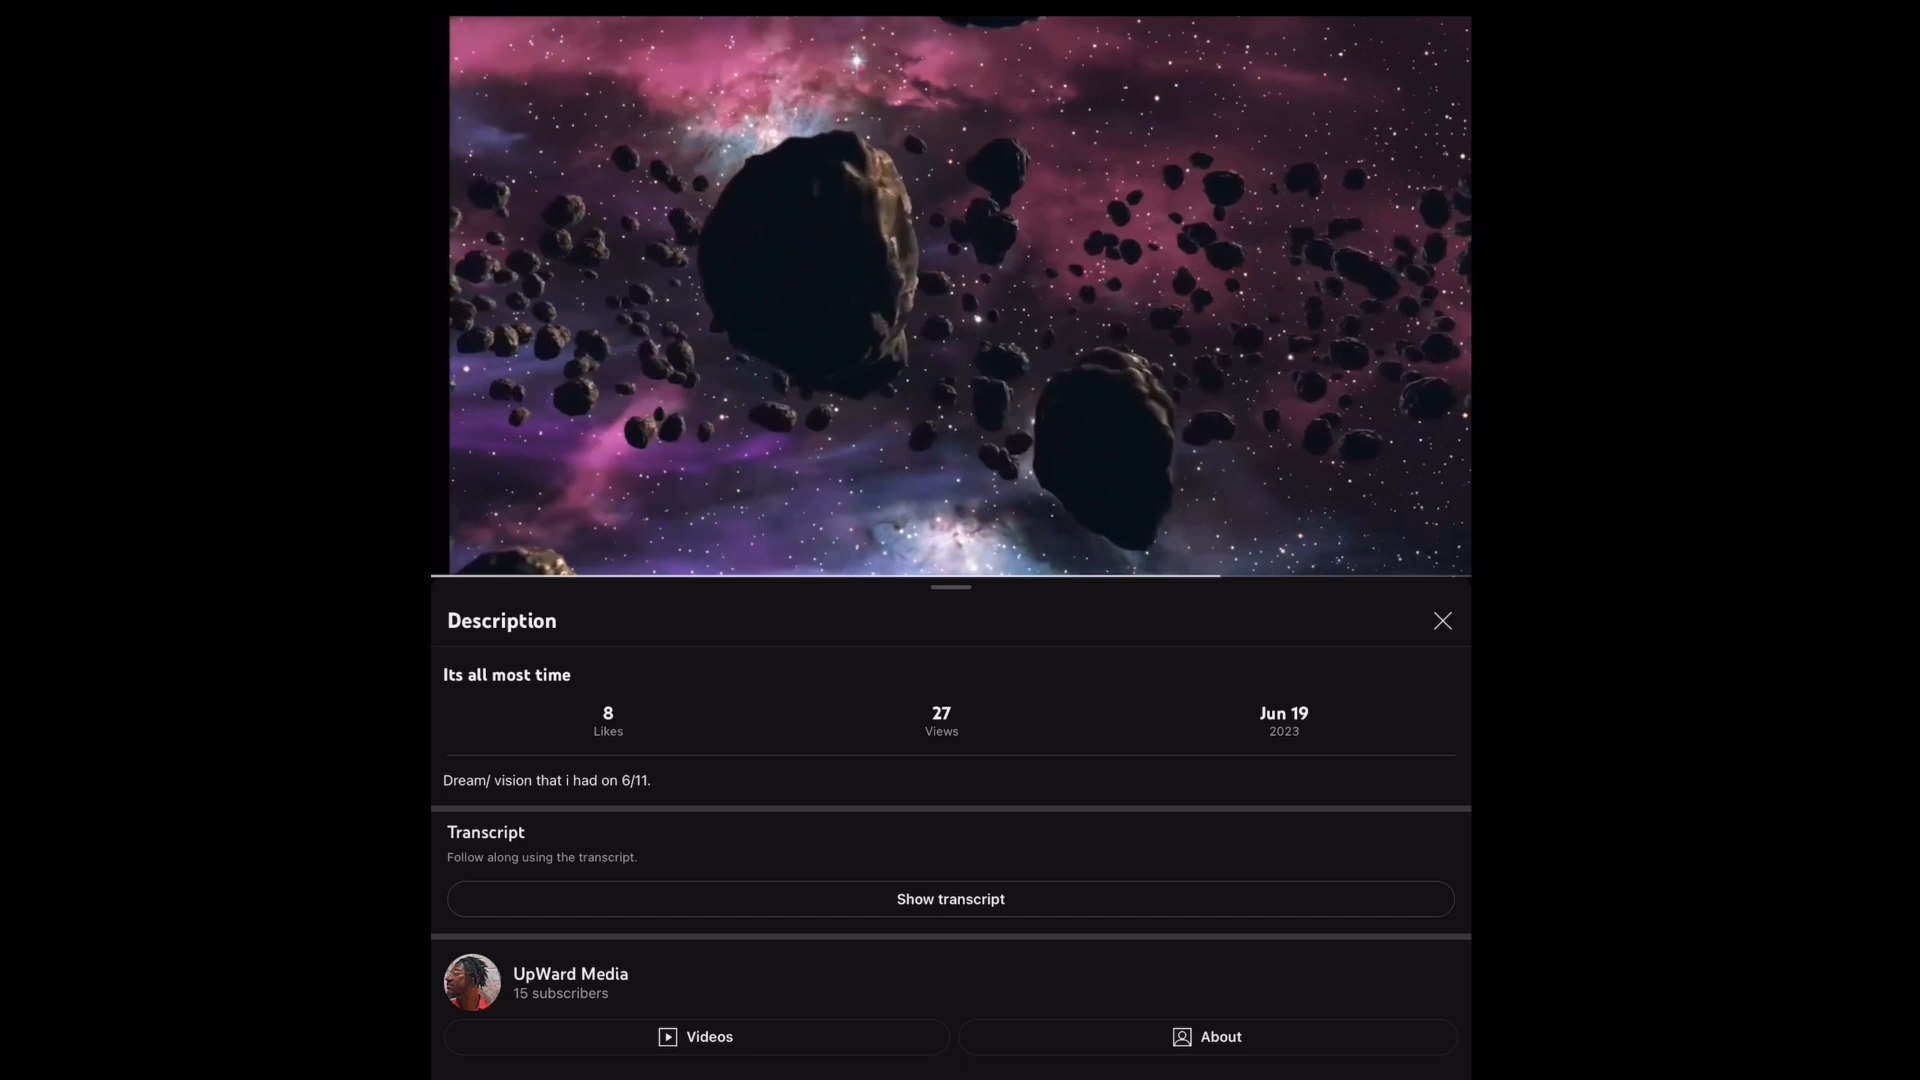 Description
Its all most time
8
Likes
27
Views
Jun 19
2023
Dream/ vision that i had on 6/11.
Transcript
Follow along using the transcript.
Show transcript
UpWard Media
15 subscribers
Videos
About